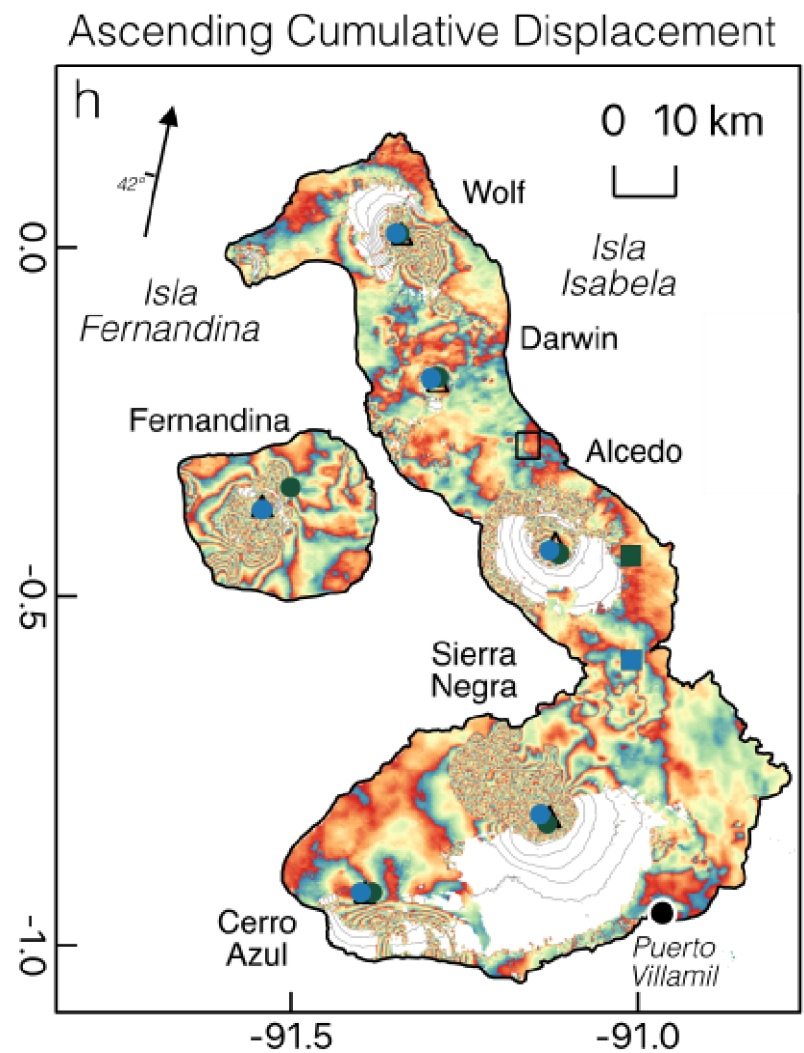 Ascending Cumulative Displacement
h
42°
0 10 km
Wolf
Isla
Isabela
Isla
Fernandina
Darwin
Fernandina
Alcedo
Sierra
Negra
Cerro
Azul
Puerto
Villamil
0.0
-0.5
-1.0
-91.5
-91.0